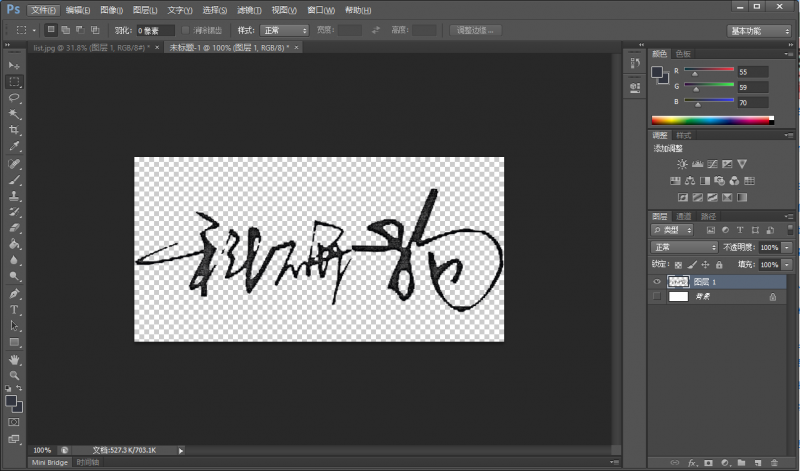 Ps 文件(F) 编辑(E) 图像(I) 图层(L) 文字(Y) 选择(S) 滤镜(T) 视图(V) 窗口(W) 帮助(H)
羽化: 0 像素 消除锯齿 样式: 正常 宽度: 高度: 调整边缘... 基本功能
list.jpg @ 31.8% (图层 1, RGB/8#) * × 未标题-1 @ 100% (图层 1, RGB/8) * ×
颜色 色板
R 55
G 59
B 70
调整 样式
添加调整
图层 通道 路径
类型
正常 不透明度: 100%
锁定: 填充: 100%
图层 1
背景
100% 文档:527.3 K/703.1K
Mini Bridge 时间轴